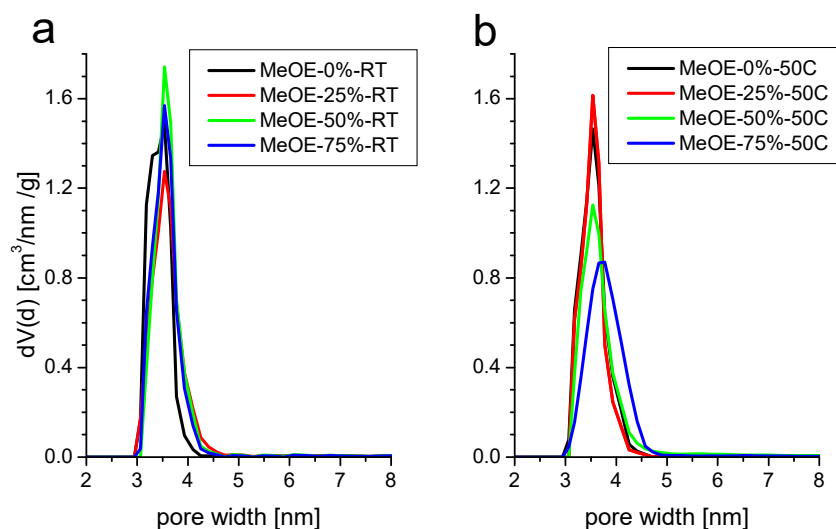 a
MeOE-0%-RT
MeOE-25%-RT
MeOE-50%-RT
MeOE-75%-RT
dV(d) [cm³/nm /g]
1.6
1.2
0.8
0.4
0.0
2 3 4 5 6 7 8
pore width [nm]
b
MeOE-0%-50C
MeOE-25%-50C
MeOE-50%-50C
MeOE-75%-50C
1.6
1.2
0.8
0.4
0.0
2 3 4 5 6 7 8
pore width [nm]